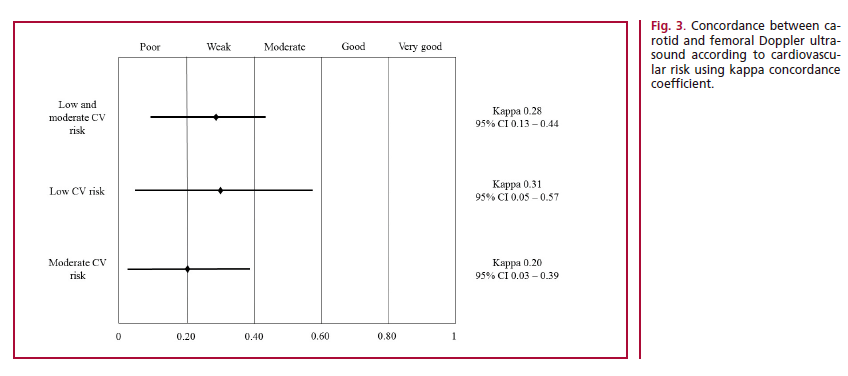 Poor Weak Moderate Good Very good
Low and
moderate CV
risk
Kappa 0.28
95% CI 0.13 – 0.44
Low CV risk
Kappa 0.31
95% CI 0.05 – 0.57
Moderate CV
risk
Kappa 0.20
95% CI 0.03 – 0.39
0 0.20 0.40 0.60 0.80 1
Fig. 3. Concordance between ca-
rotid and femoral Doppler ultra-
sound according to cardiovascu-
lar risk using kappa concordance
coefficient.